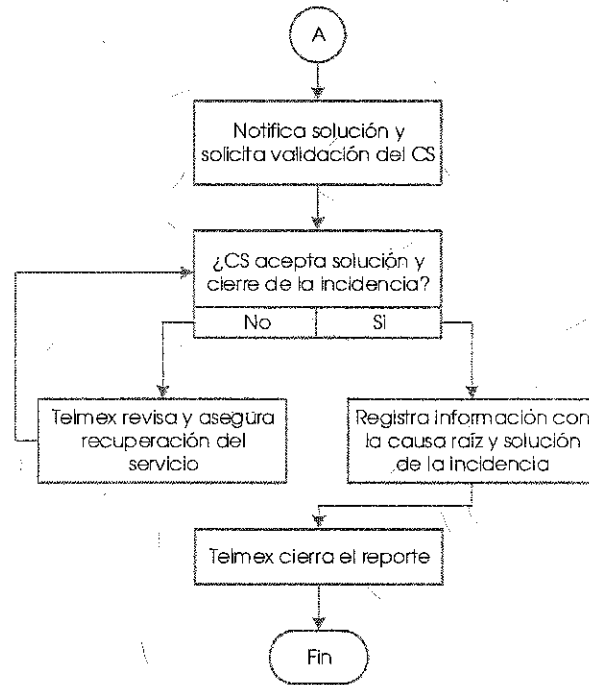 A
Notifica solución y
solicita validación del CS
¿CS acepta solución y
cierre de la incidencia?
No
Si
Telmex revisa y asegura
recuperación del
servicio
Registra información con
la causa raíz y solución
de la incidencia
Telmex cierra el reporte
Fin